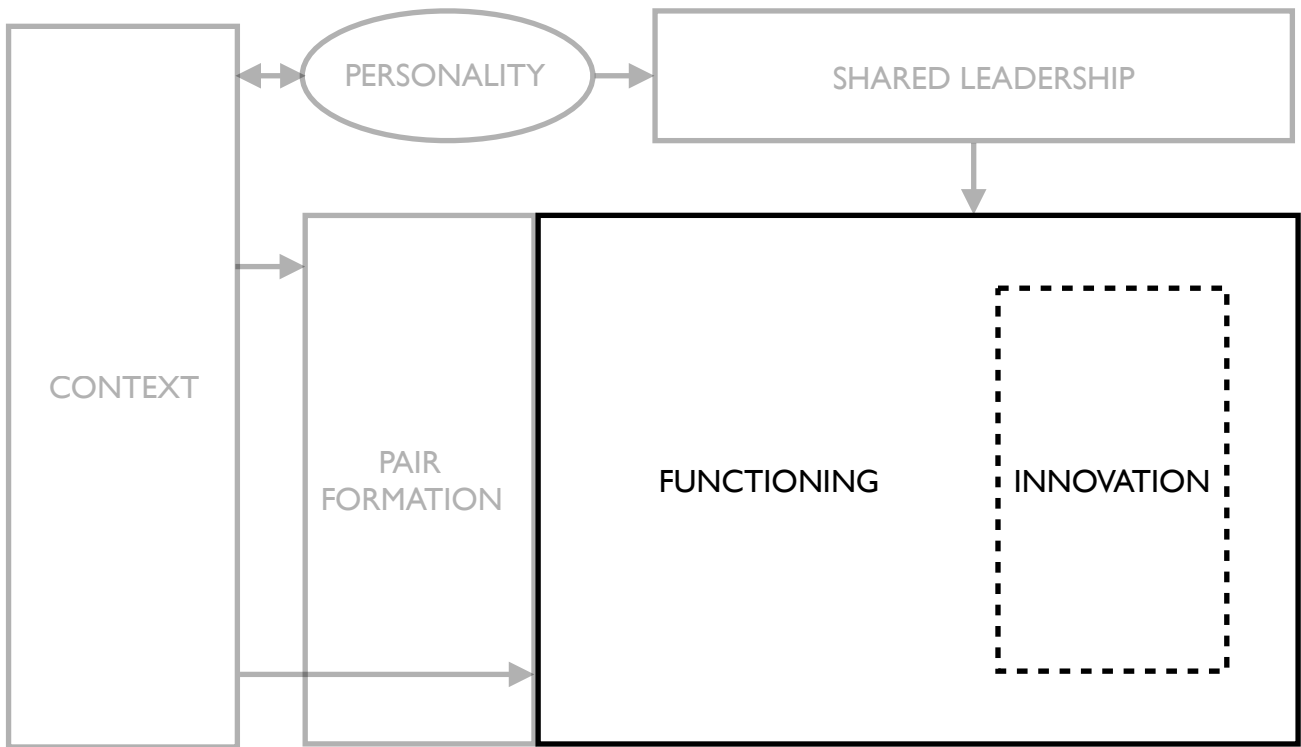 PERSONALITY
SHARED LEADERSHIP
CONTEXT
PAIR
FORMATION
FUNCTIONING
INNOVATION